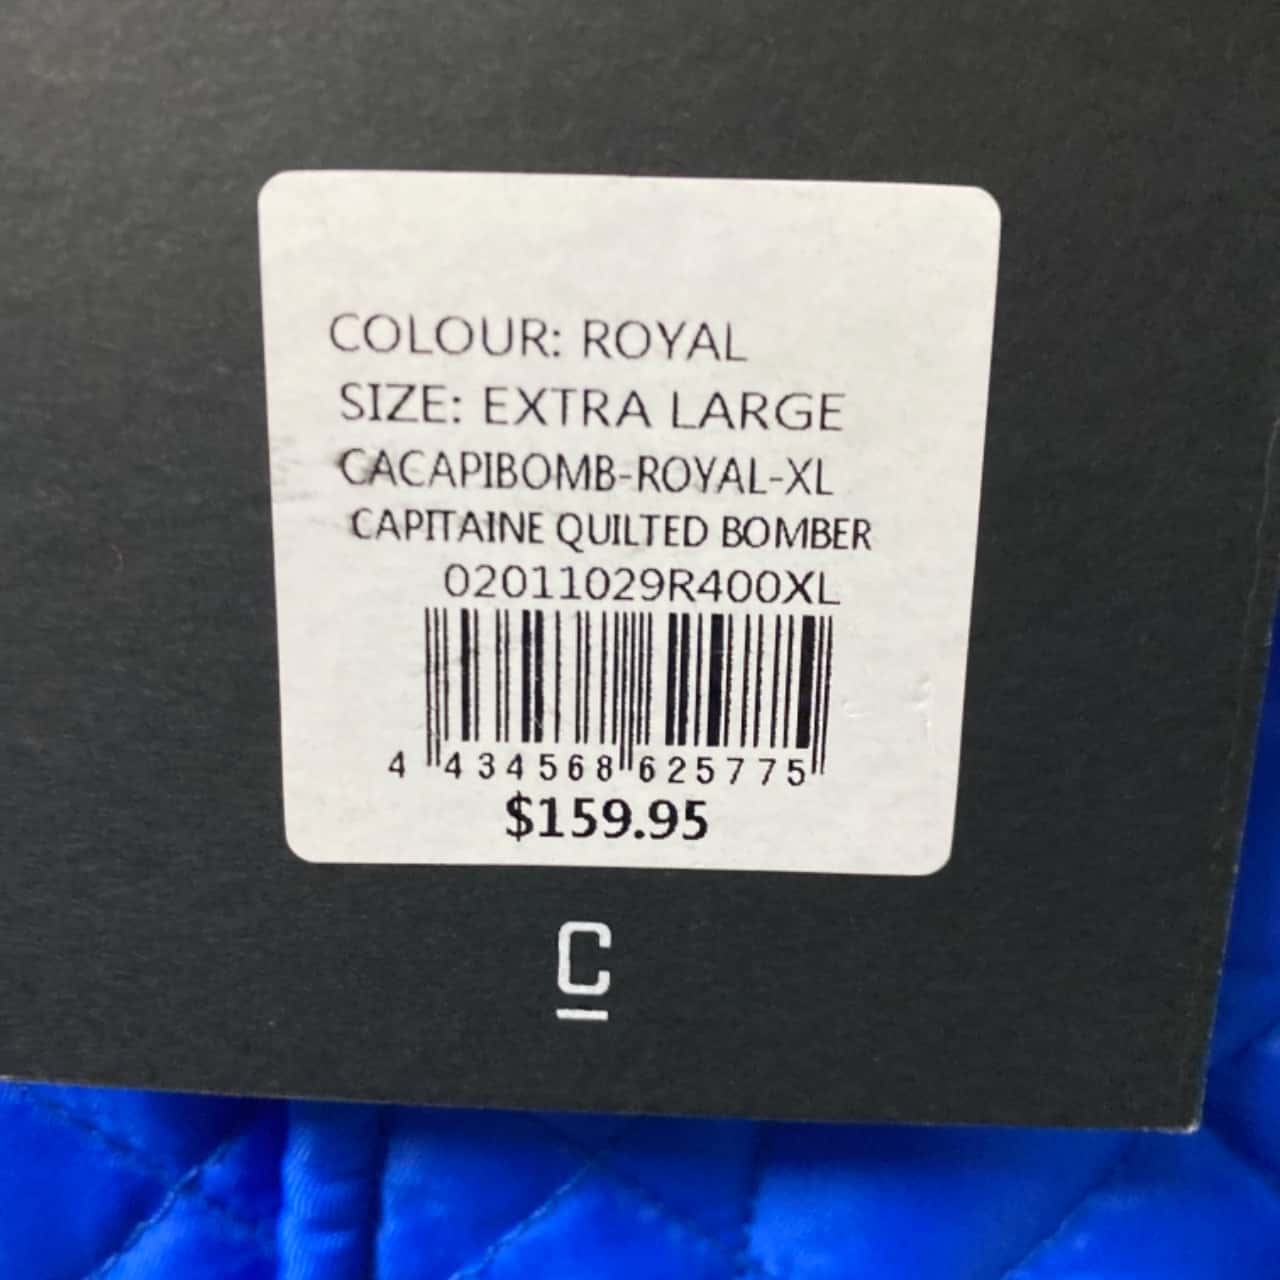 COLOUR: ROYAL
SIZE: EXTRA LARGE
CACAPIBOMB-ROYAL-XL
CAPITAINE QUILTED BOMBER
02011029R400XL
4 434568 625775
$159.95
C